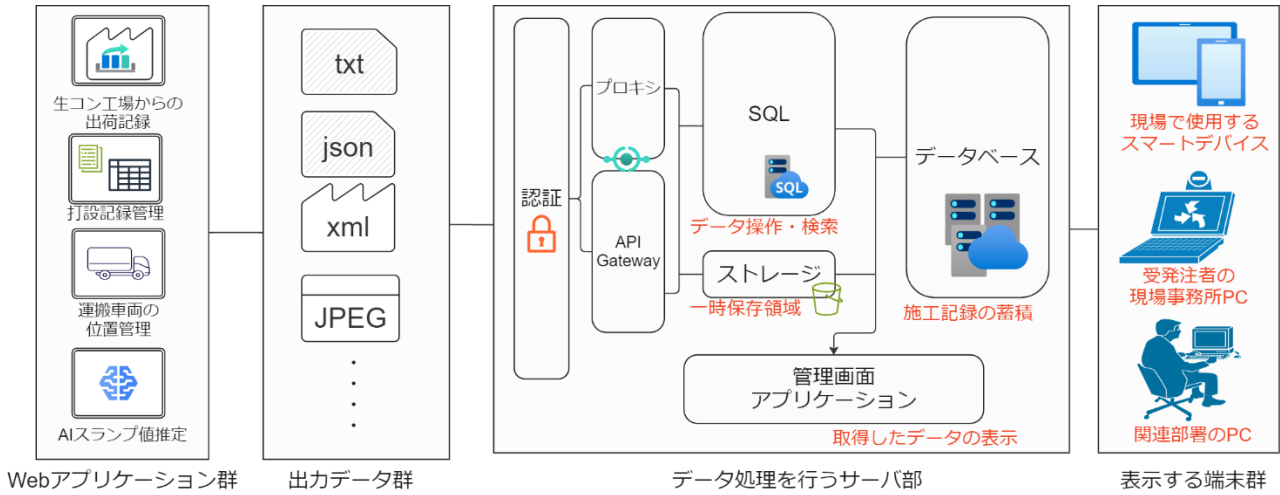 生コン工場からの
出荷記録
打設記録管理
運搬車両の
位置管理
AIスランプ値推定
Webアプリケーション群
txt
json
xml
JPEG
出力データ群
認証
プロキシ
API
Gateway
SQL
SQL
データ操作・検索
ストレージ
一時保存領域
データベース
施工記録の蓄積
管理画面
アプリケーション
取得したデータの表示
データ処理を行うサーバ部
現場で使用する
スマートデバイス
受発注者の
現場事務所PC
関連部署のPC
表示する端末群